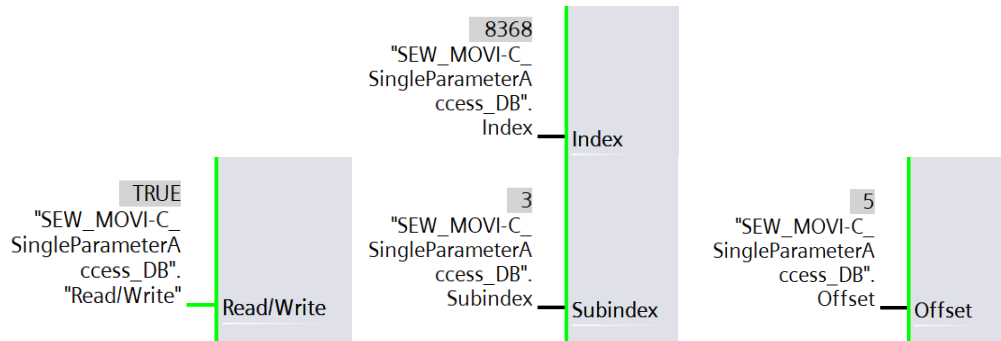 8368
"SEW_MOVI-C_
SingleParameterA
ccess_DB".
Index
Index
TRUE
"SEW_MOVI-C_
SingleParameterA
ccess_DB".
"Read/Write"
Read/Write
3
"SEW_MOVI-C_
SingleParameterA
ccess_DB".
Subindex
Subindex
5
"SEW_MOVI-C_
SingleParameterA
ccess_DB".
Offset
Offset